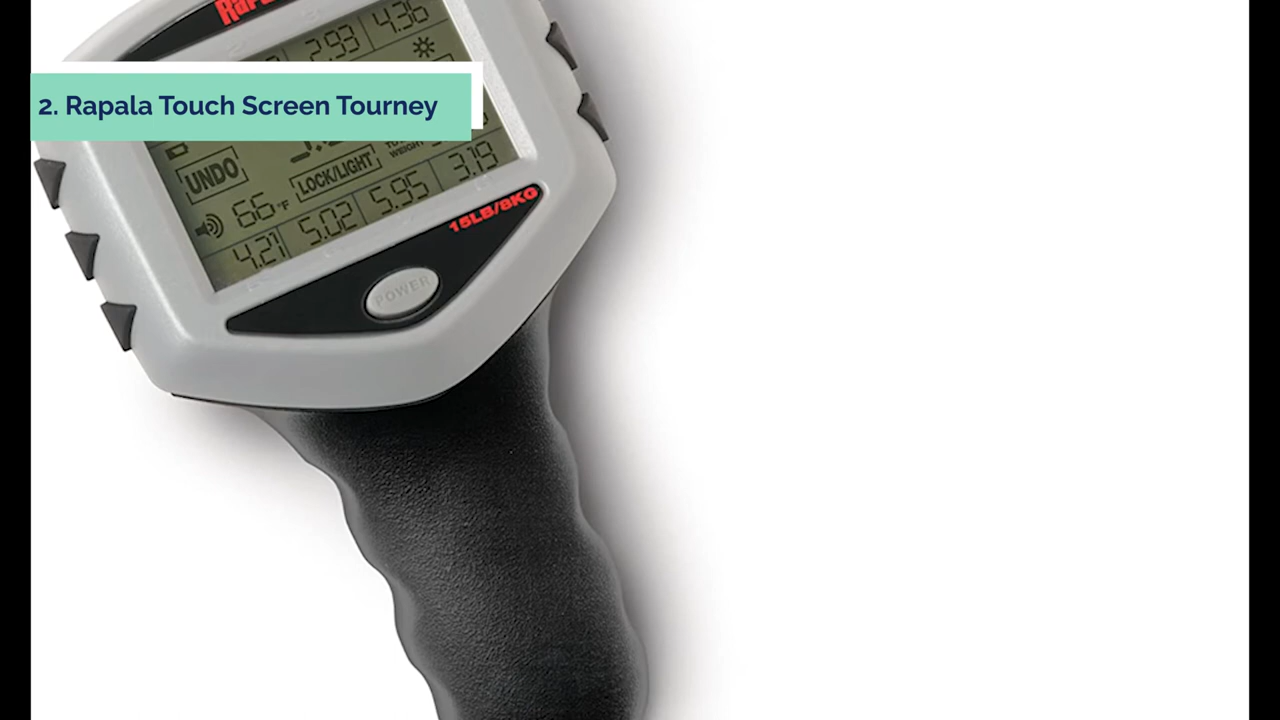 2.93 4.36
2. Rapala Touch Screen Tourney
UNDO
LOCK/LIGHT
WEIGHT
66°F
4.21 5.02 5.95 3.19
15LB/8KG
POWER